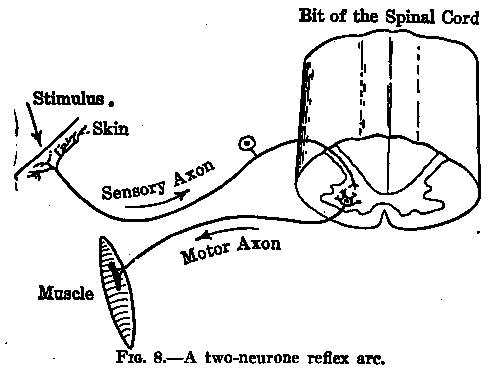 Bit of the Spinal Cord
Stimulus.
Skin
Sensory Axon
Motor Axon
Muscle
Fig. 8.—A two-neurone reflex arc.